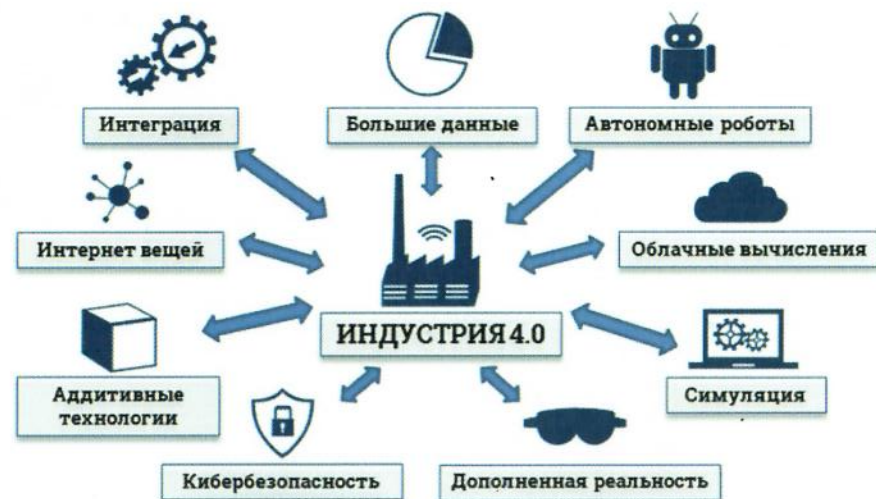 Интеграция
Большие данные
Автономные роботы
Интернет вещей
Облачные вычисления
ИНДУСТРИЯ 4.0
Аддитивные
технологии
Симуляция
Кибербезопасность
Дополненная реальность